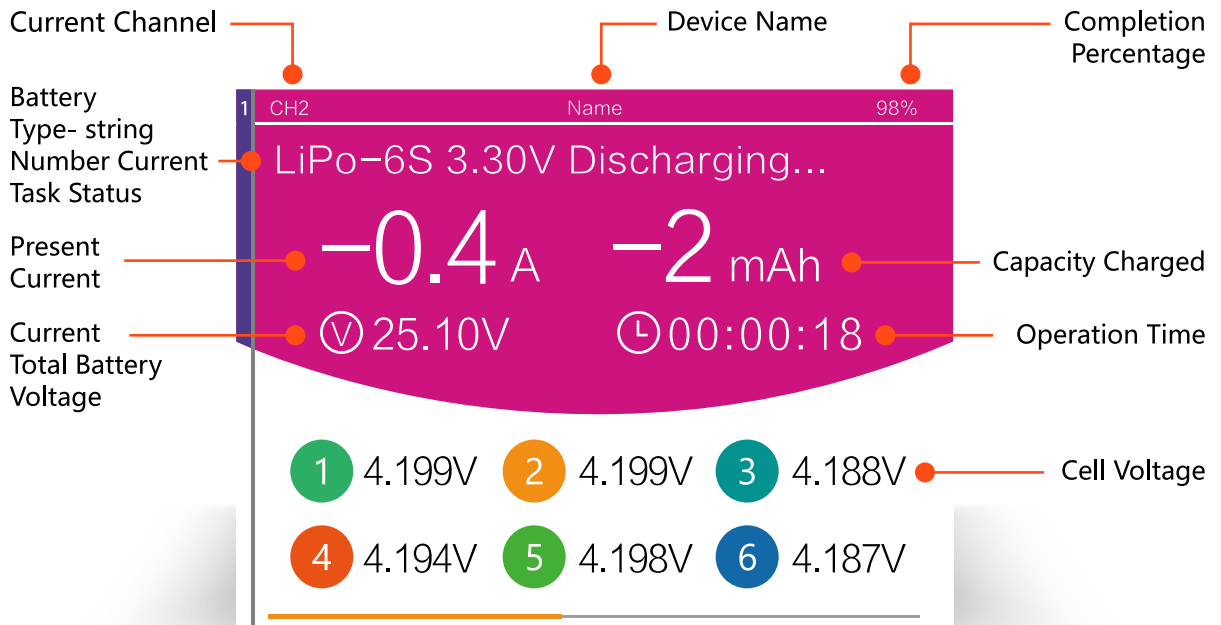 Current Channel
Device Name
Completion
Percentage
Battery
Type- string
Number Current
Task Status
1 CH2 Name 98%
LiPo-6S 3.30V Discharging...
Present
Current
-0.4 A -2 mAh
Capacity Charged
Current
Total Battery
Voltage
V 25.10V 00:00:18
Operation Time
1 4.199V 2 4.199V 3 4.188V
Cell Voltage
4 4.194V 5 4.198V 6 4.187V